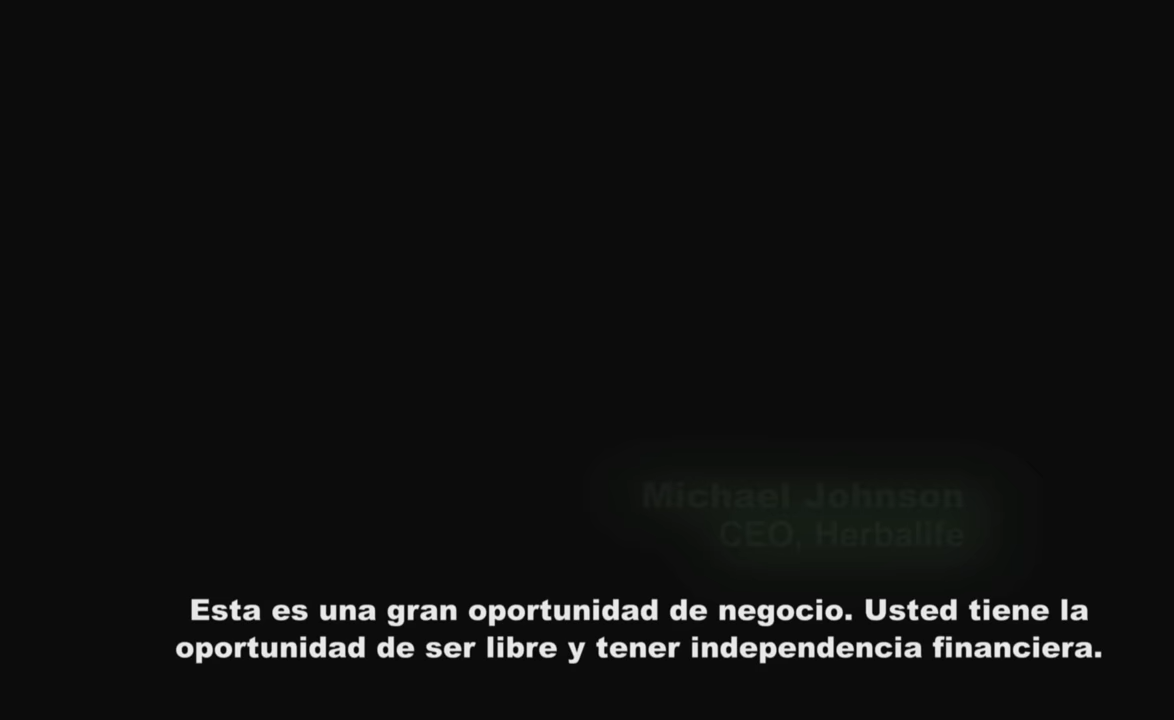 Michael Johnson
CEO, Herbalife
Esta es una gran oportunidad de negocio. Usted tiene la
oportunidad de ser libre y tener independencia financiera.